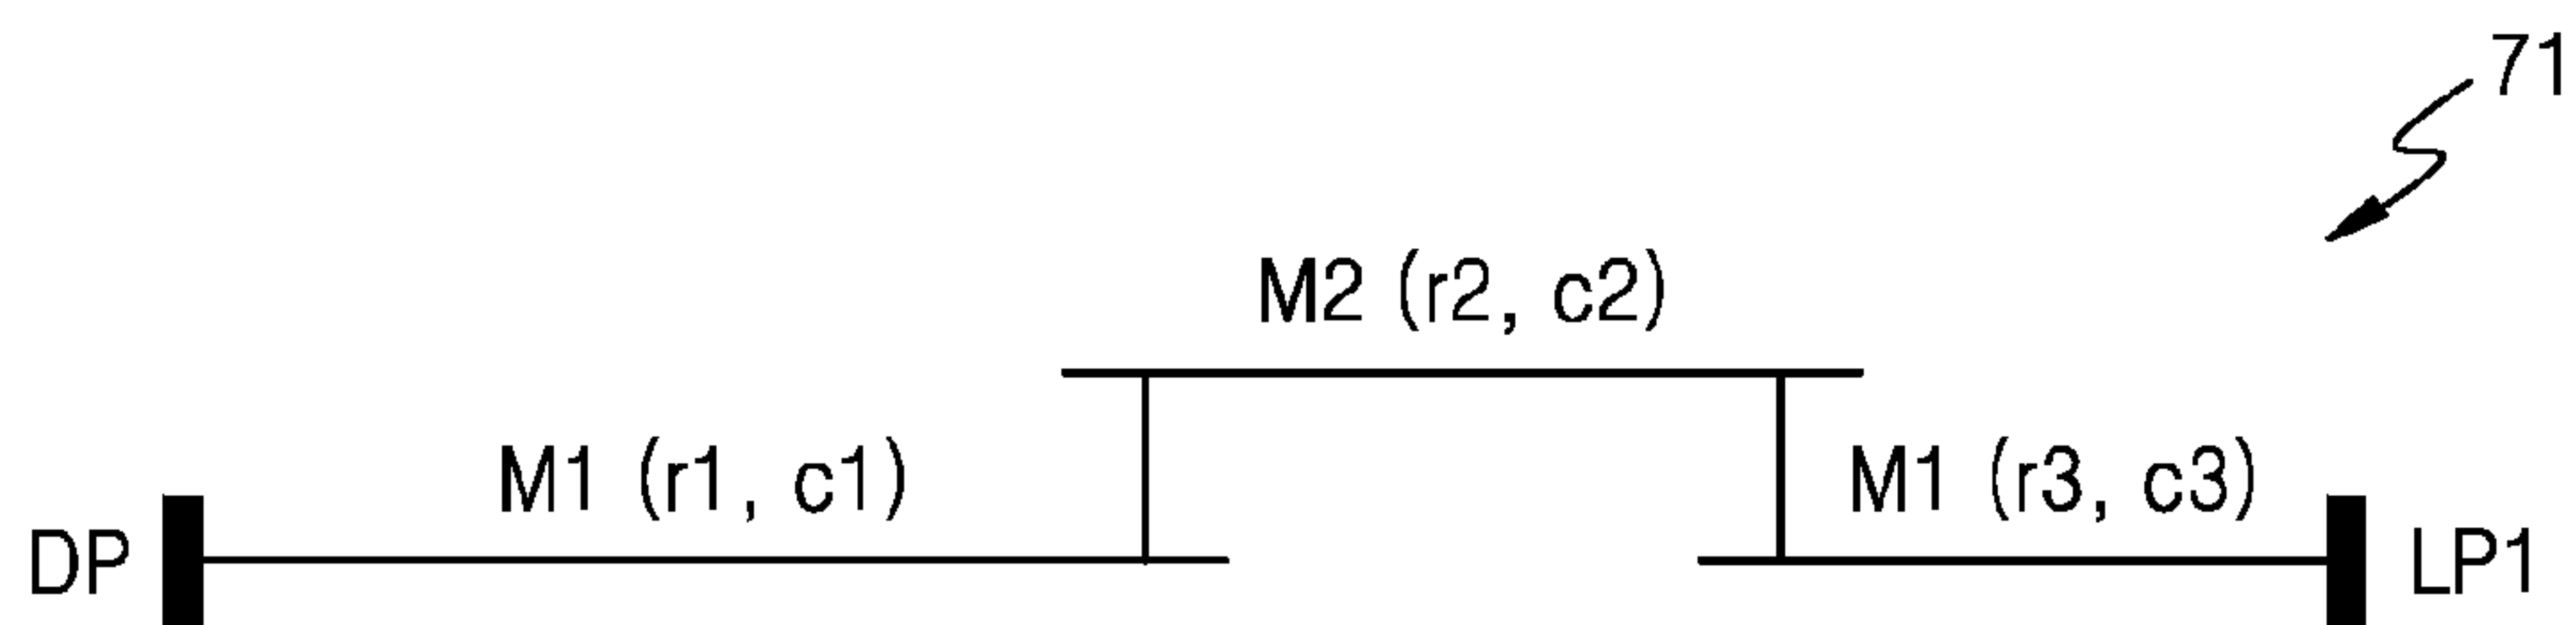 71
M2 (r2, c2)
M1 (r1, c1)
M1 (r3, c3)
DP
LP1